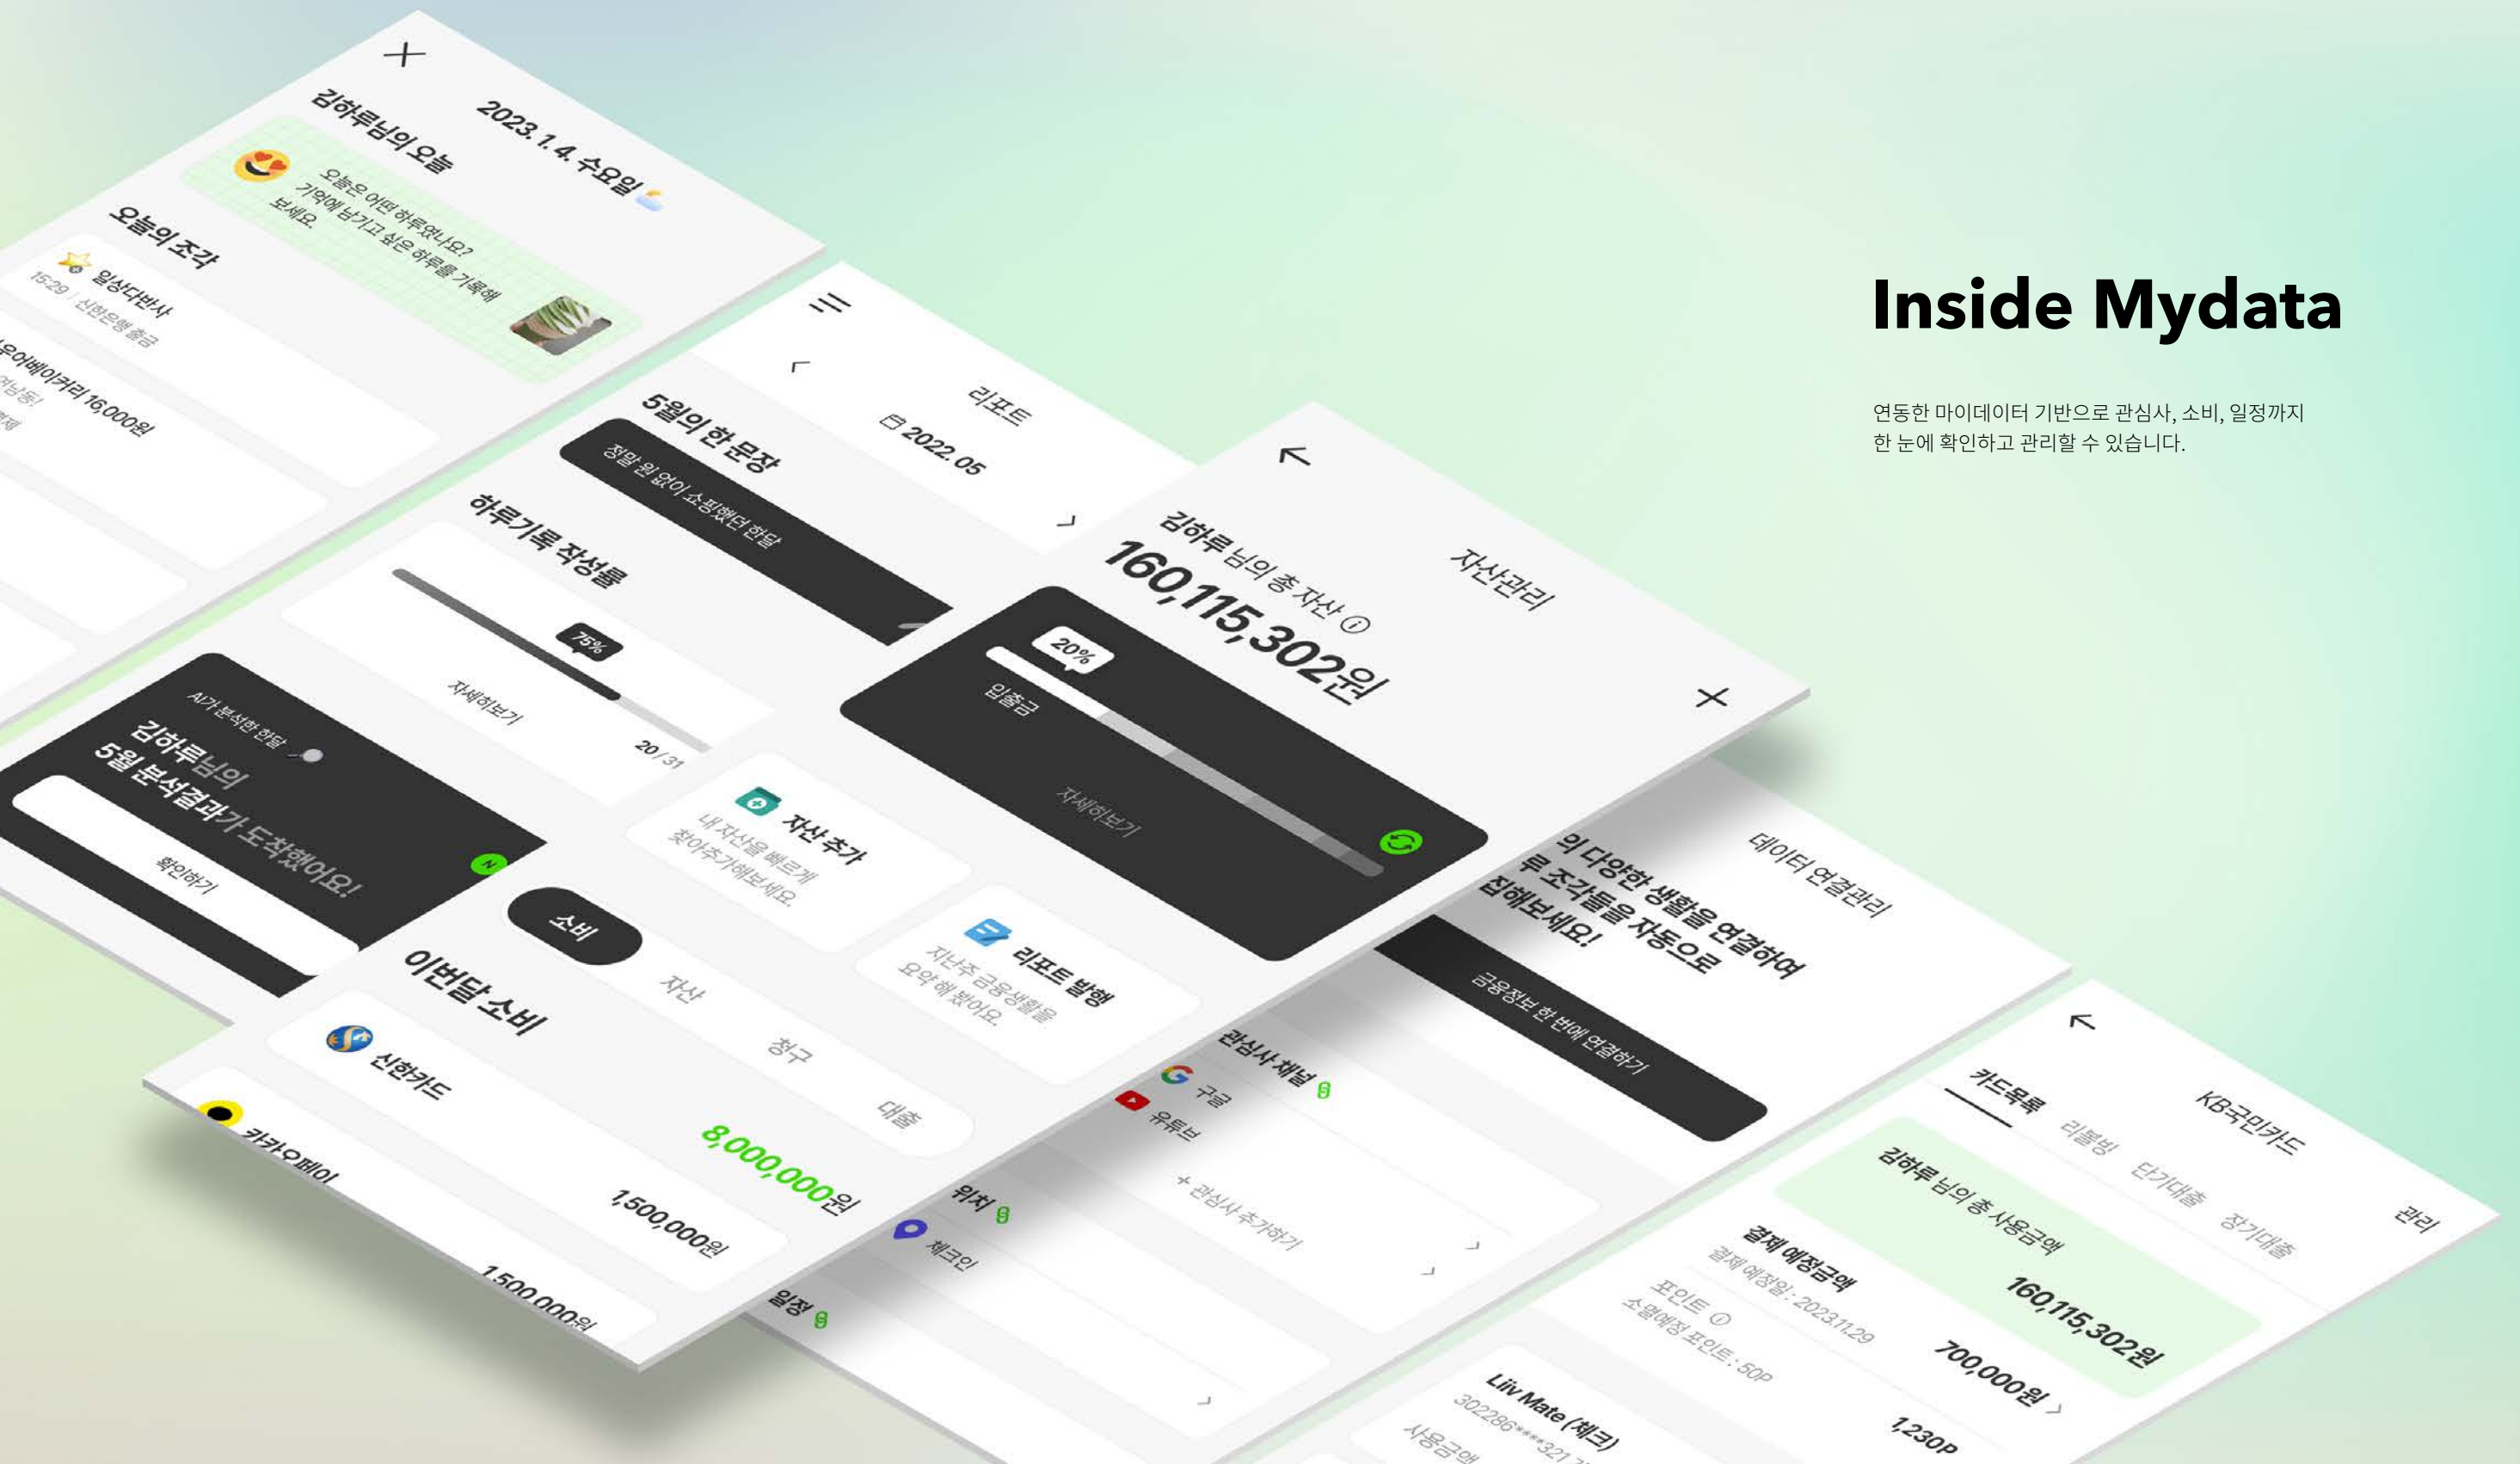 Inside Mydata
연동한 마이데이터 기반으로 관심사, 소비, 일정까지
한 눈에 확인하고 관리할 수 있습니다.
2023. 1. 4. 수요일
김하루님의 오늘
오늘은 어떤 하루였나요?
기억에 남기고 싶은 하루를 기록해
보세요.
오늘의 조각
일상다반사
15:29 | 신한은행 출금
우어베이커리 16,000원
리포트
2022. 05
5월의 한 문장
정말 원 없이 쇼핑했던 한달
하루기록 작성률
75%
자세히보기
20/31
AI가 분석한 한달
김하루님의
5월 분석결과가 도착했어요!
N
확인하기
자산관리
김하루 님의 총 자산
160,115,302원
20%
입출금
자세히보기
자산 추가
내 자산을 빠르게
찾아추가해보세요.
리포트 발행
지난주 금융생활을
요약 해 봤어요.
소비
자산
청구
대출
이번달 소비
8,000,000원
신한카드
1,500,000원
카카오페이
1,500,000원
데이터 연결관리
의 다양한 생활을 연결하여
루 조각들을 자동으로
집해보세요!
금융정보 한 번에 연결하기
관심사 채널
구글
유튜브
+ 관심사 추가하기
위치
체크인
일정
KB국민카드
관리
카드목록
리볼빙
단기대출
장기대출
김하루 님의 총 사용금액
160,115,302원
결제 예정금액
700,000원
결제 예정일 : 2023.11.29
포인트
1,230P
소멸예정 포인트 : 50P
Liiv Mate (체크)
302286****321
사용금액